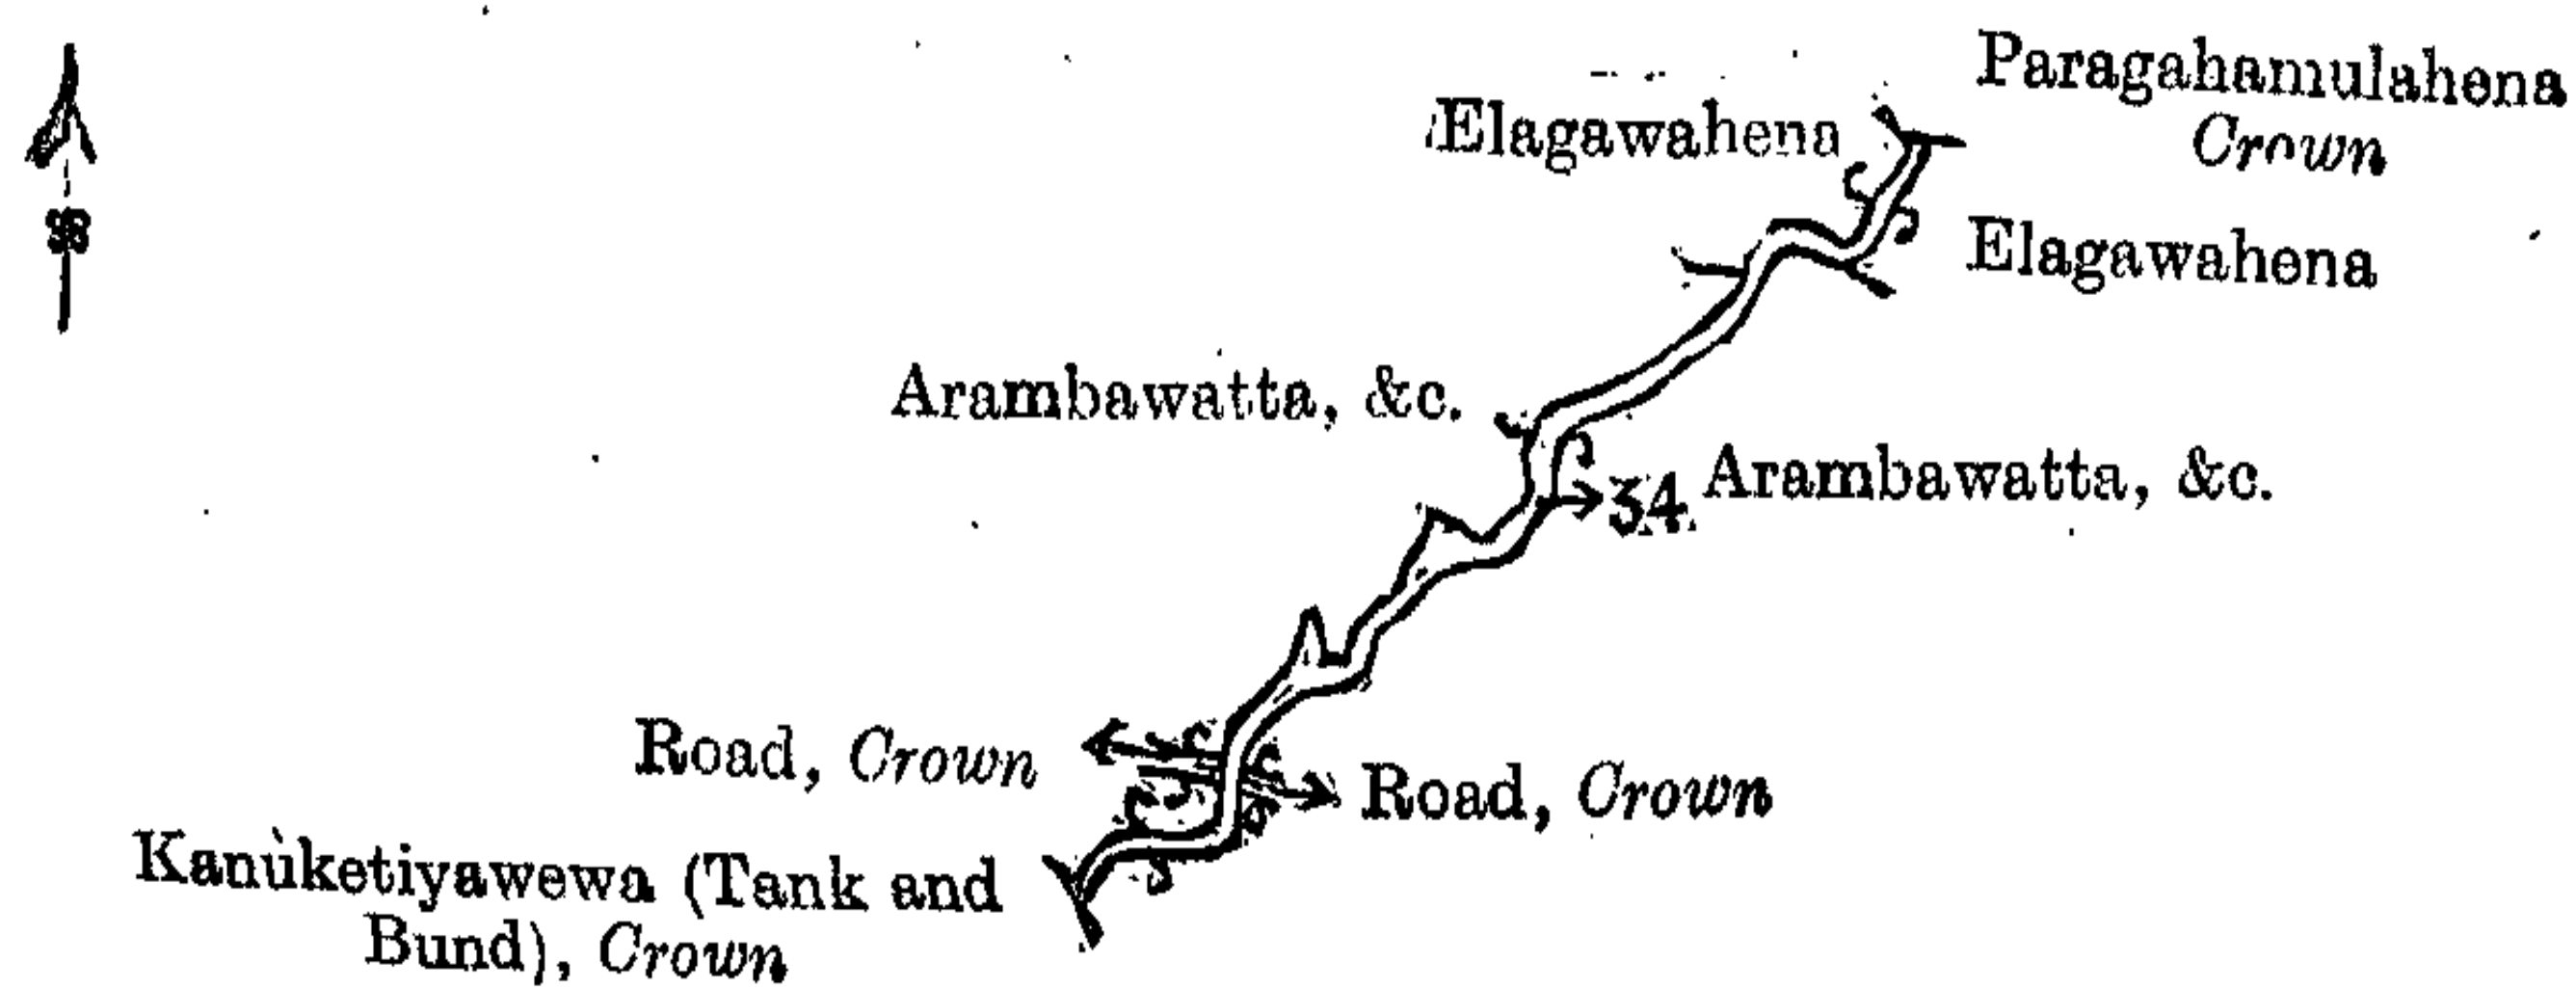 Paragahamulahena
Crown
Elagawahena
Elagawahena
Arambawatta, &c.
34
Arambawatta, &c.
Road, Crown
Road, Crown
Kanuketiyawewa (Tank and
Bund), Crown